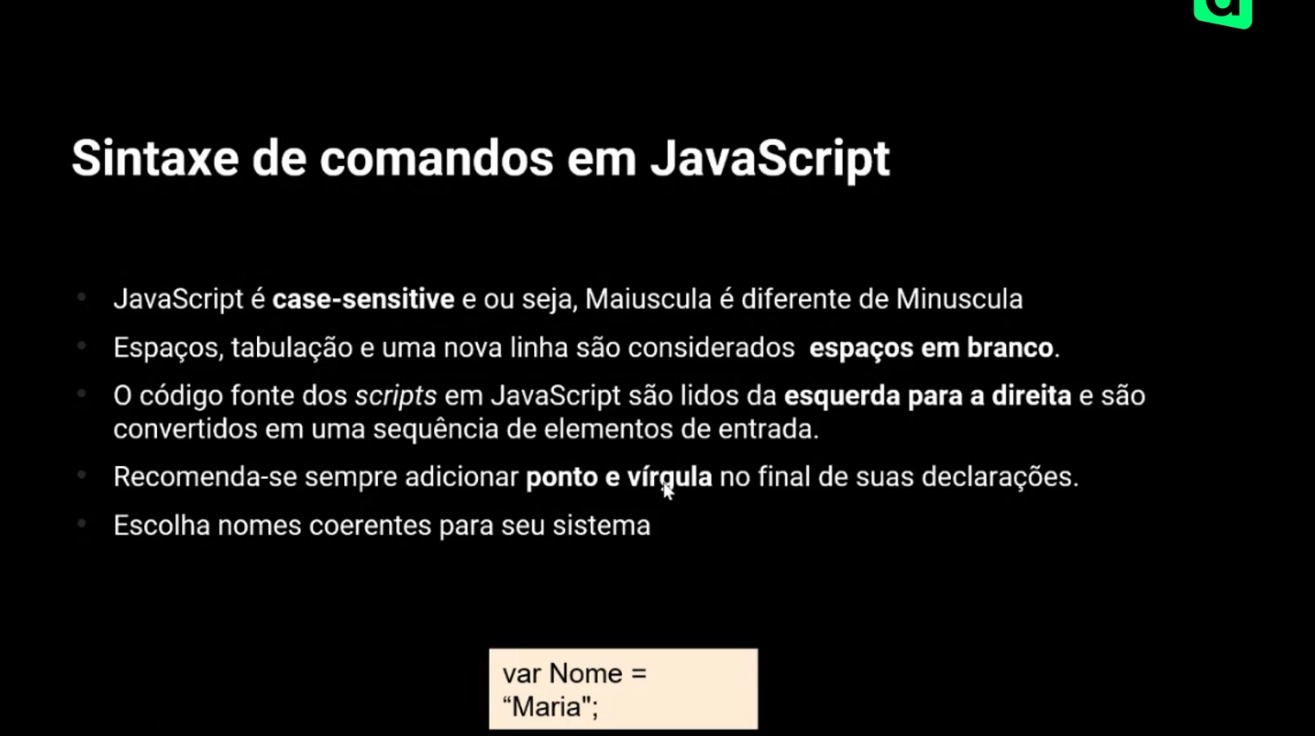 Sintaxe de comandos em JavaScript
JavaScript é case-sensitive e ou seja, Maiuscula é diferente de Minuscula
Espaços, tabulação e uma nova linha são considerados  espaços em branco.
O código fonte dos scripts em JavaScript são lidos da esquerda para a direita e são
convertidos em uma sequência de elementos de entrada.
Recomenda-se sempre adicionar ponto e vírgula no final de suas declarações.
Escolha nomes coerentes para seu sistema
var Nome =
“Maria";